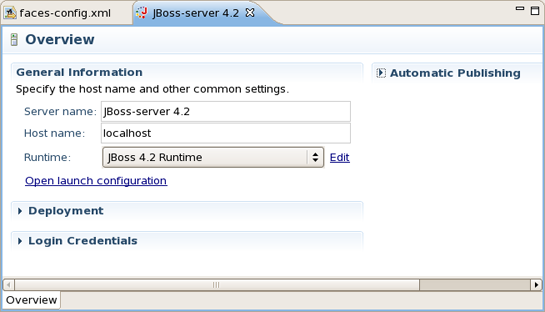 faces-config.xml
JBoss-server 4.2
Overview
General Information
Automatic Publishing
Specify the host name and other common settings.
Server name: JBoss-server 4.2
Host name: localhost
Runtime: JBoss 4.2 Runtime Edit
Open launch configuration
Deployment
Login Credentials
Overview